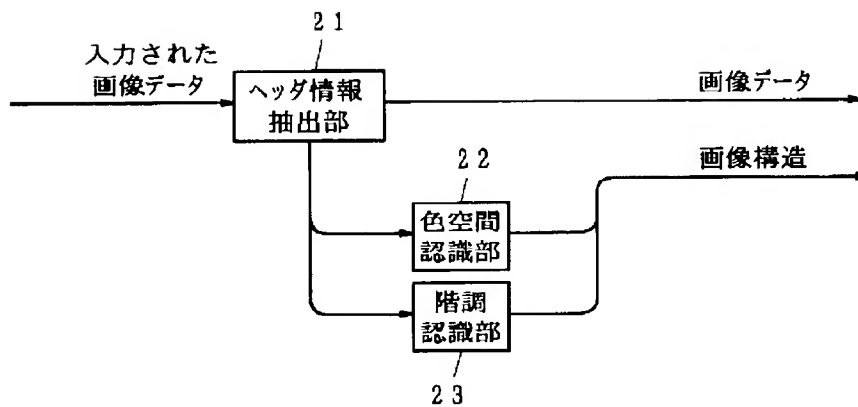 21
入力された
画像データ
ヘッダ情報
抽出部
画像データ
22
画像構造
色空間
認識部
階調
認識部
23